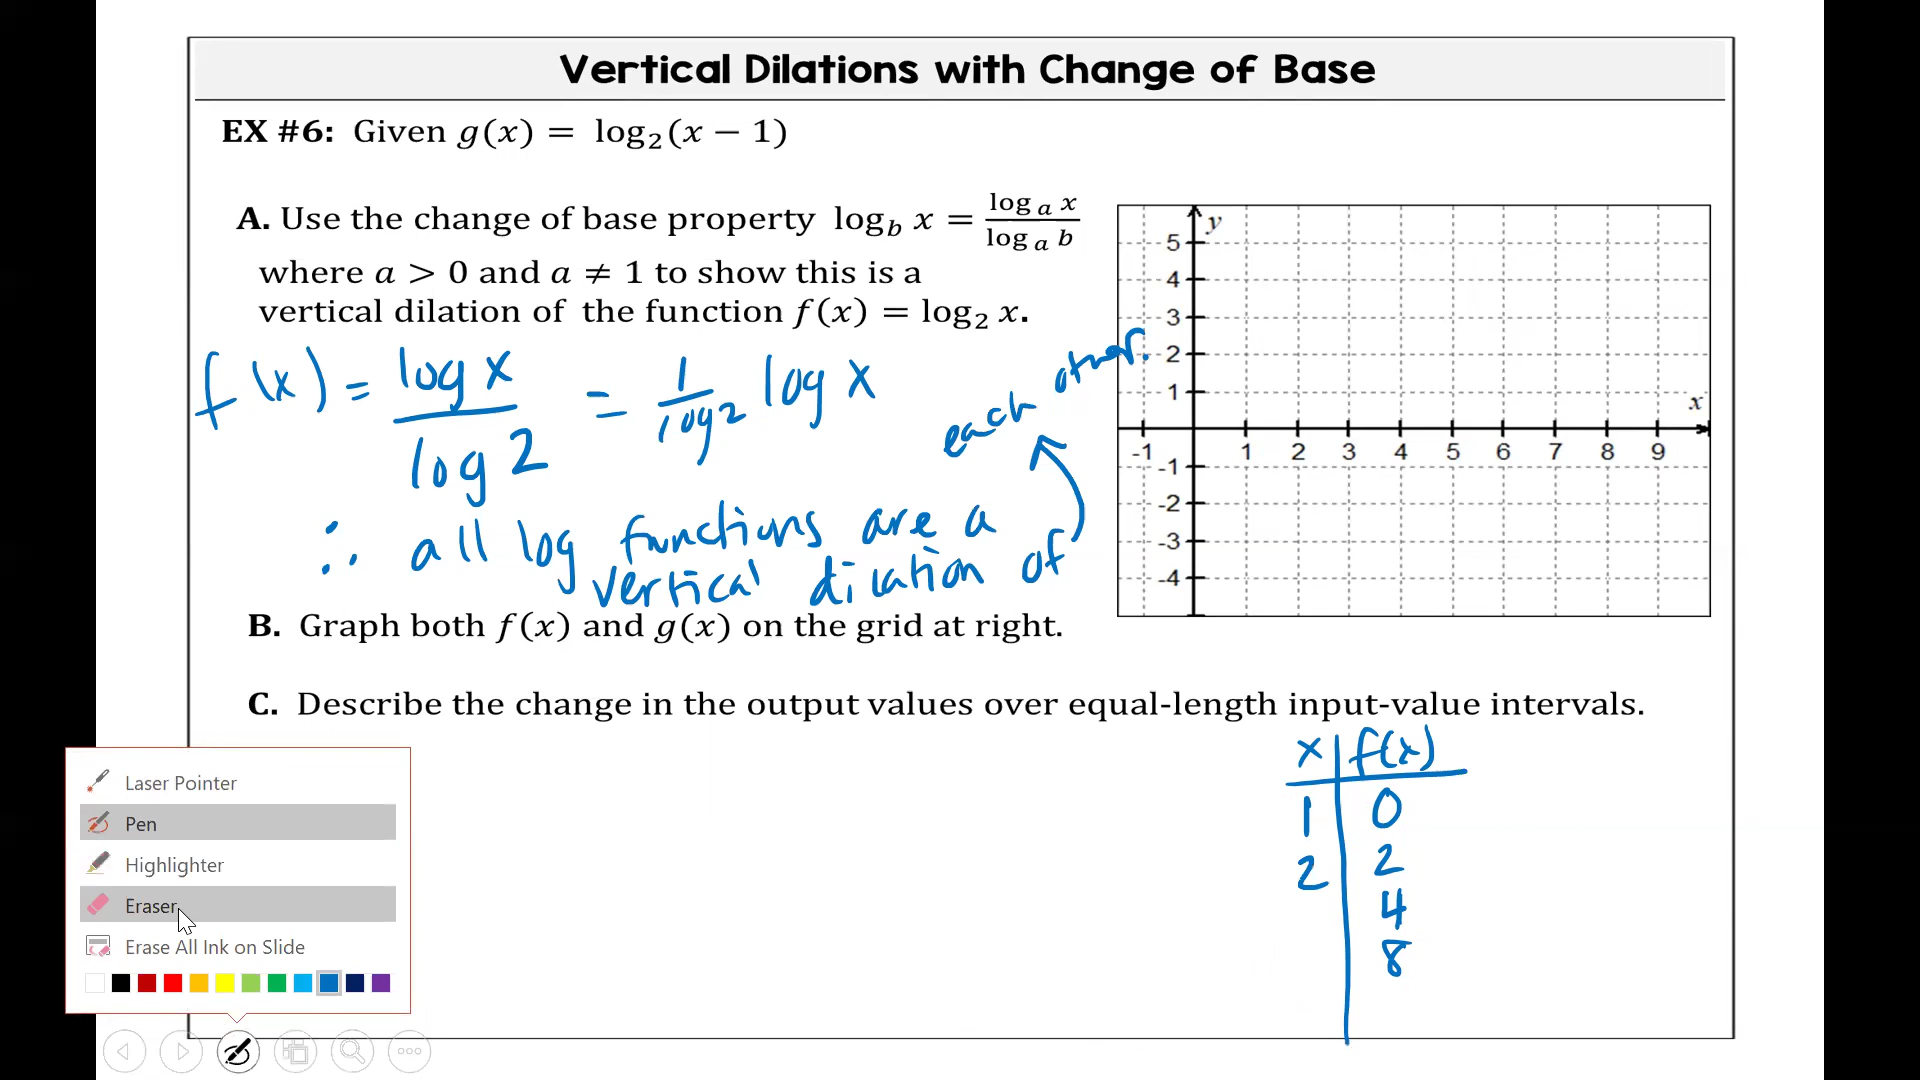 Vertical Dilations with Change of Base
EX #6: Given g(x) = log₂(x − 1)
A. Use the change of base property log_b x = log_a x / log_a b
where a > 0 and a ≠ 1 to show this is a
vertical dilation of the function f(x) = log₂ x.
f(x) = log x / log 2 = 1/log2 log x
∴ all log functions are a
vertical dilation of
each other.
y
5
4
3
2
1
x
-1 1 2 3 4 5 6 7 8 9
-1
-2
-3
-4
B. Graph both f(x) and g(x) on the grid at right.
C. Describe the change in the output values over equal-length input-value intervals.
x | f(x)
1 | 0
2 | 2
4
8
Laser Pointer
Pen
Highlighter
Eraser
Erase All Ink on Slide